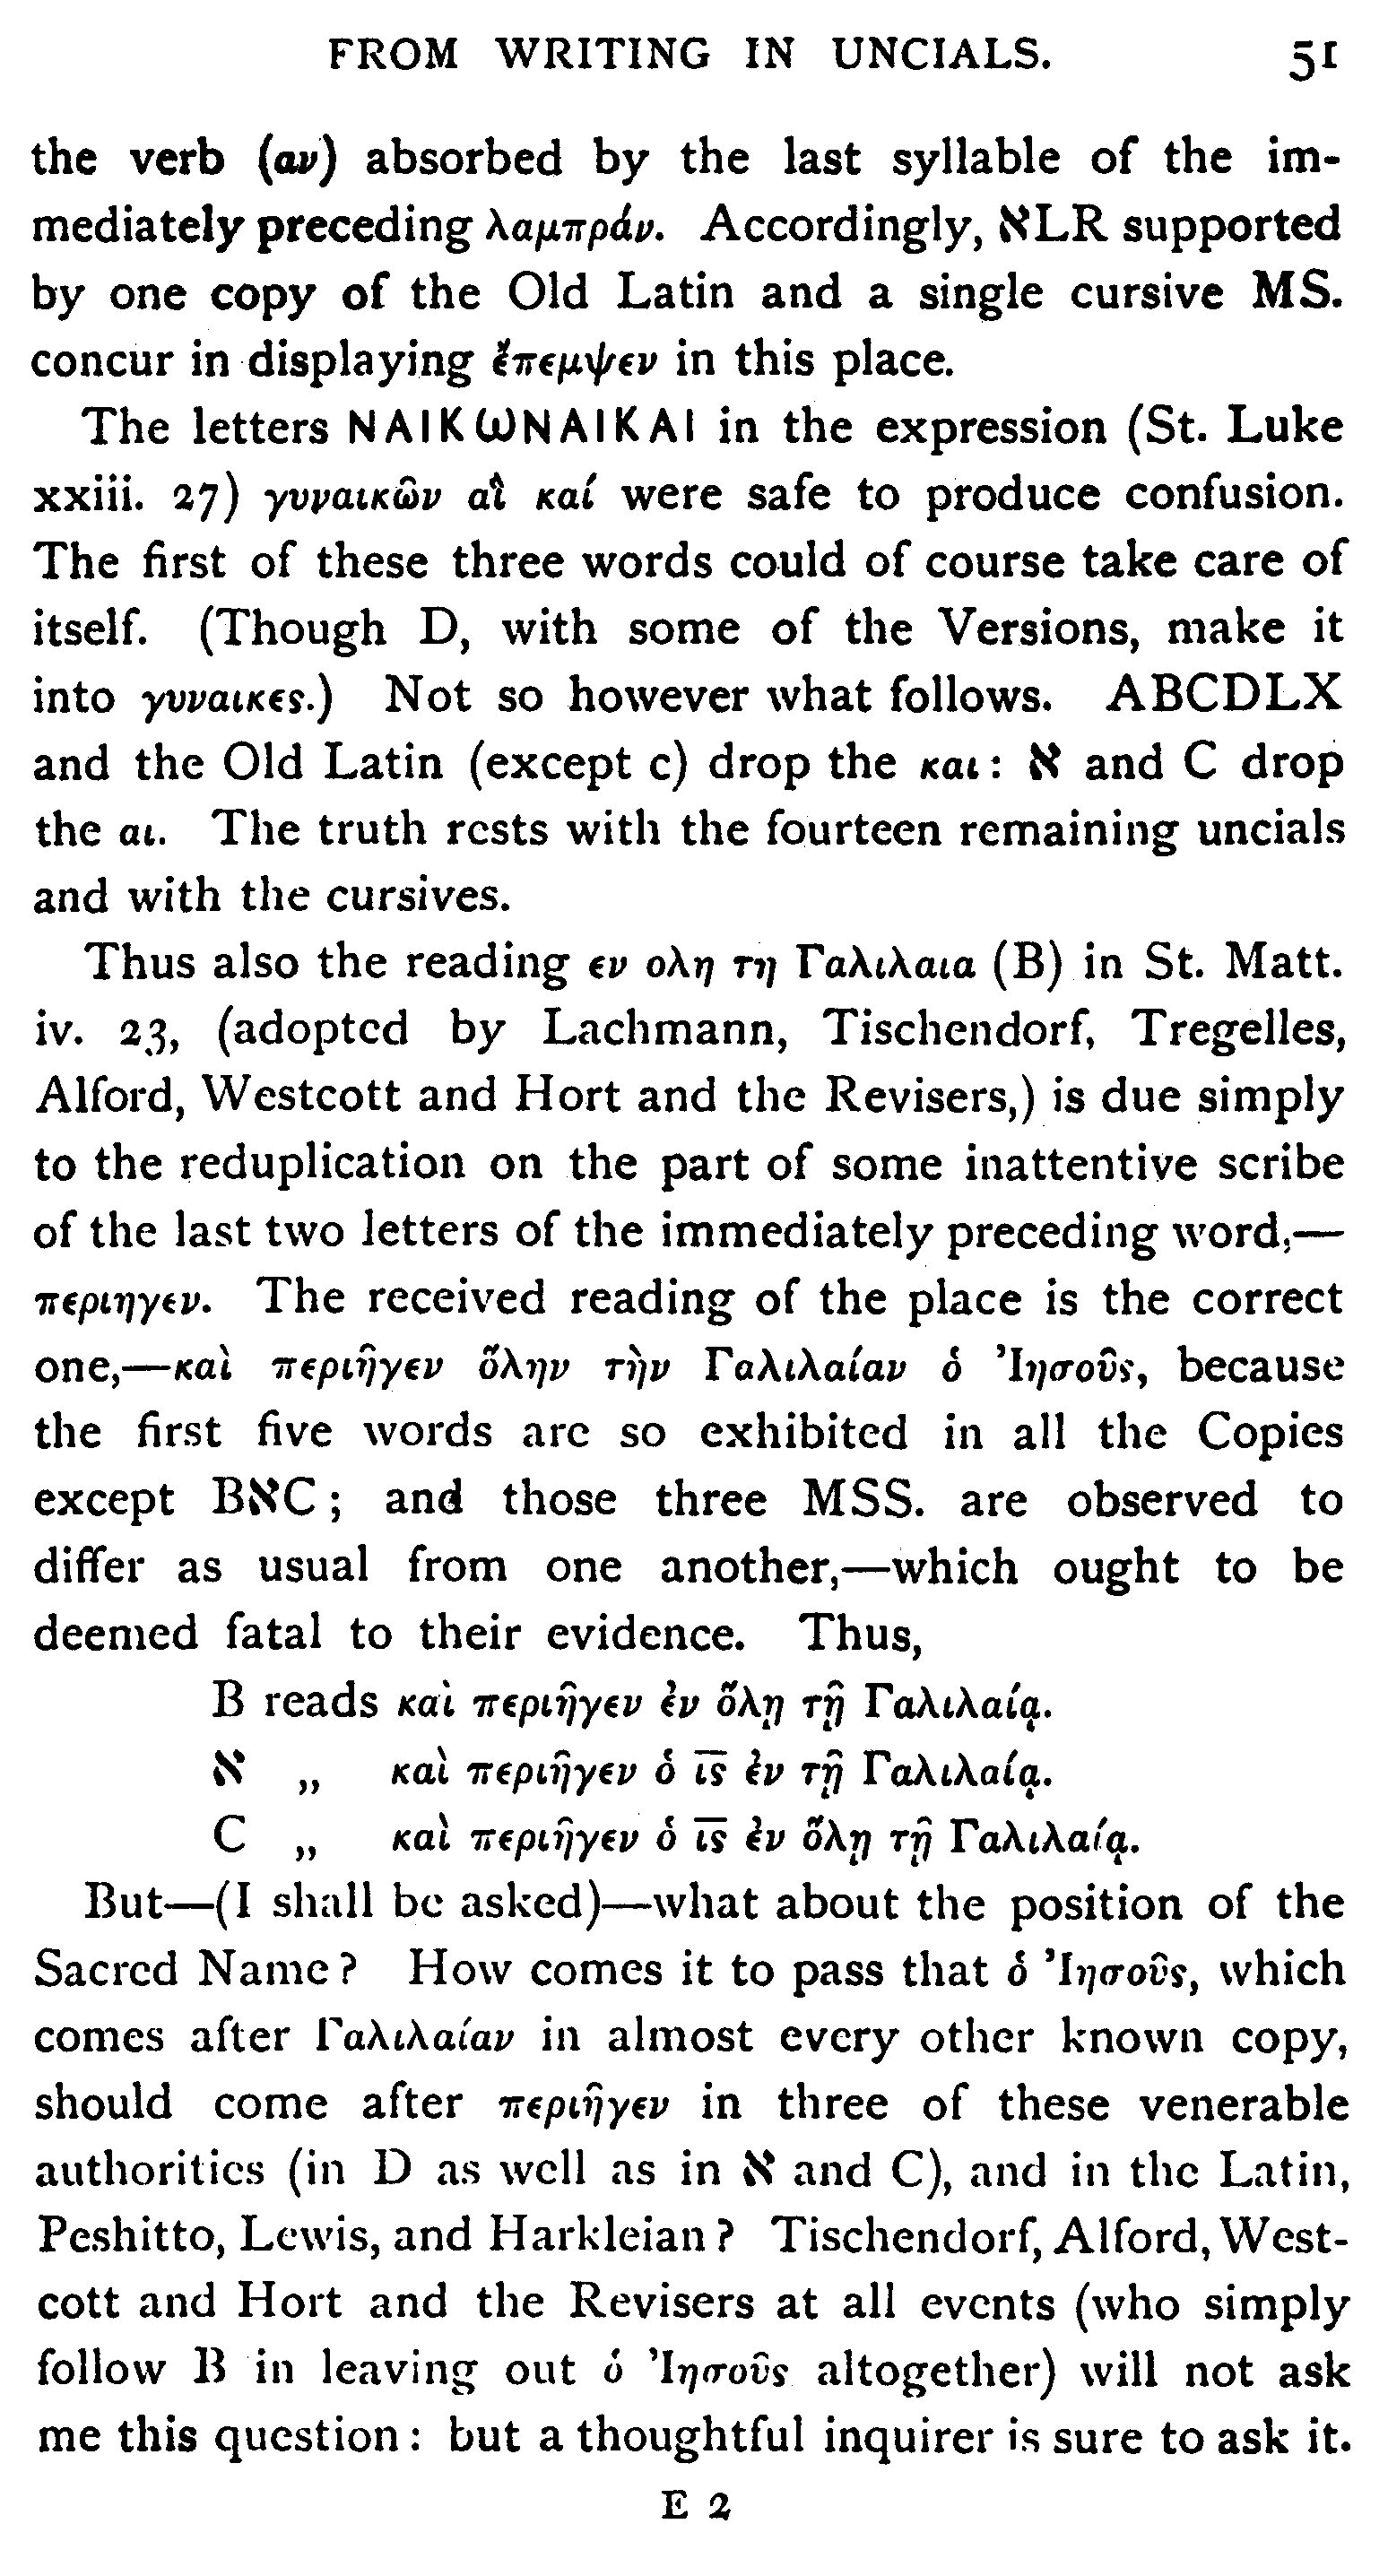 FROM WRITING IN UNCIALS. 51
the verb (αν) absorbed by the last syllable of the im-
mediately preceding λαμπράν. Accordingly, ℵLR supported
by one copy of the Old Latin and a single cursive MS.
concur in displaying ἔπεμψεν in this place.
The letters ΝΑΙΚωΝΑΙΚΑΙ in the expression (St. Luke
xxiii. 27) γυναικῶν αἳ καί were safe to produce confusion.
The first of these three words could of course take care of
itself. (Though D, with some of the Versions, make it
into γυναικες.) Not so however what follows. ABCDLX
and the Old Latin (except c) drop the και: ℵ and C drop
the αι. The truth rests with the fourteen remaining uncials
and with the cursives.
Thus also the reading εν ολη τη Γαλιλαια (B) in St. Matt.
iv. 23, (adopted by Lachmann, Tischendorf, Tregelles,
Alford, Westcott and Hort and the Revisers,) is due simply
to the reduplication on the part of some inattentive scribe
of the last two letters of the immediately preceding word,—
περιηγεν. The received reading of the place is the correct
one,—καὶ περιῆγεν ὅλην τὴν Γαλιλαίαν ὁ Ἰησοῦς, because
the first five words are so exhibited in all the Copies
except BℵC; and those three MSS. are observed to
differ as usual from one another,—which ought to be
deemed fatal to their evidence. Thus,
B reads καὶ περιῆγεν ἐν ὅλῃ τῇ Γαλιλαίᾳ.
ℵ „ καὶ περιῆγεν ὁ ι̅ς̅ ἐν τῇ Γαλιλαίᾳ.
C „ καὶ περιῆγεν ὁ ι̅ς̅ ἐν ὅλῃ τῇ Γαλιλαίᾳ.
But—(I shall be asked)—what about the position of the
Sacred Name? How comes it to pass that ὁ Ἰησοῦς, which
comes after Γαλιλαίαν in almost every other known copy,
should come after περιῆγεν in three of these venerable
authorities (in D as well as in ℵ and C), and in the Latin,
Peshitto, Lewis, and Harkleian? Tischendorf, Alford, West-
cott and Hort and the Revisers at all events (who simply
follow B in leaving out ὁ Ἰησοῦς altogether) will not ask
me this question: but a thoughtful inquirer is sure to ask it.
E 2